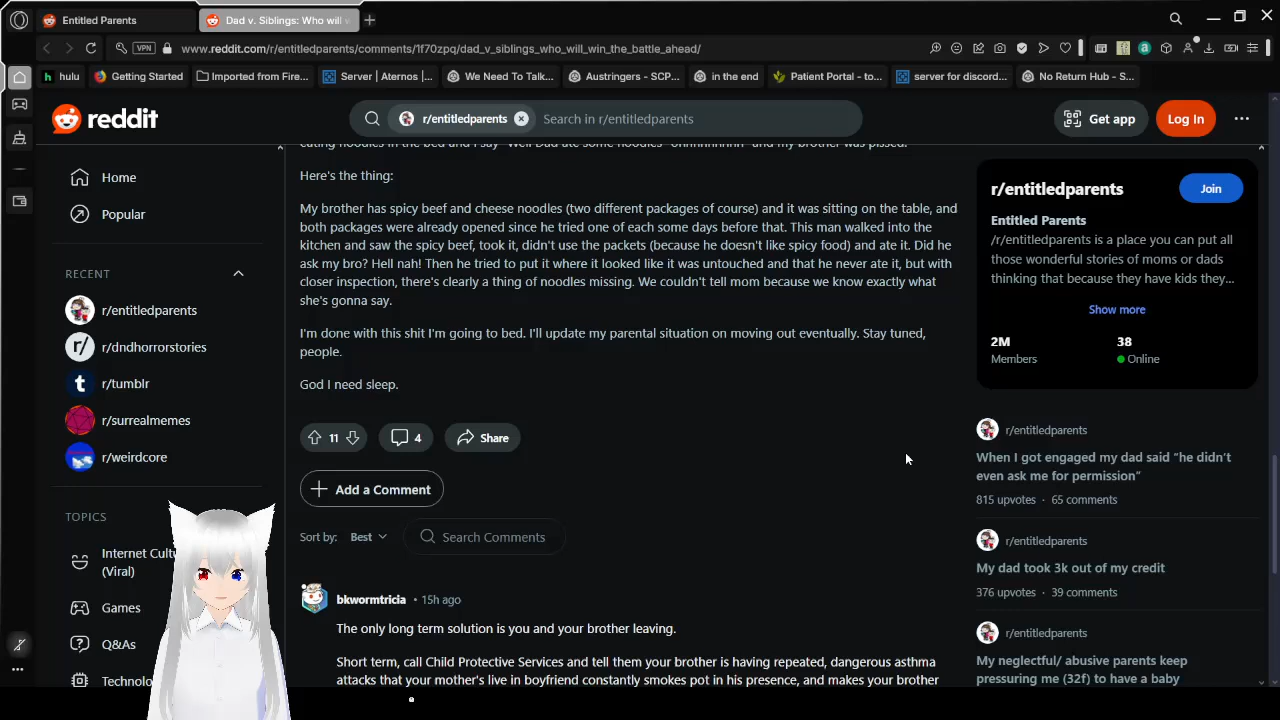 Entitled Parents
Dad v. Siblings: Who will
VPN
www.reddit.com/r/entitledparents/comments/1f70zpq/dad_v_siblings_who_will_win_the_battle_ahead/
hulu
Getting Started
Imported from Fire...
Server | Aternos |...
We Need To Talk...
Austringers - SCP...
in the end
Patient Portal - to...
server for discord...
No Return Hub - S...
reddit
r/entitledparents
Search in r/entitledparents
Get app
Log In
Home
Popular
RECENT
r/entitledparents
r/dndhorrorstories
r/tumblr
r/surrealmemes
r/weirdcore
TOPICS
Internet Cultu
(Viral)
Games
Q&As
Technolo
Here's the thing:
My brother has spicy beef and cheese noodles (two different packages of course) and it was sitting on the table, and
both packages were already opened since he tried one of each some days before that. This man walked into the
kitchen and saw the spicy beef, took it, didn't use the packets (because he doesn't like spicy food) and ate it. Did he
ask my bro? Hell nah! Then he tried to put it where it looked like it was untouched and that he never ate it, but with
closer inspection, there's clearly a thing of noodles missing. We couldn't tell mom because we know exactly what
she's gonna say.
I'm done with this shit I'm going to bed. I'll update my parental situation on moving out eventually. Stay tuned,
people.
God I need sleep.
11
4
Share
Add a Comment
Sort by:
Best
Search Comments
bkwormtricia • 15h ago
The only long term solution is you and your brother leaving.
Short term, call Child Protective Services and tell them your brother is having repeated, dangerous asthma
attacks that your mother's live in boyfriend constantly smokes pot in his presence, and makes your brother
r/entitledparents
Join
Entitled Parents
/r/entitledparents is a place you can put all
those wonderful stories of moms or dads
thinking that because they have kids they...
Show more
2M
Members
38
Online
r/entitledparents
When I got engaged my dad said "he didn't
even ask me for permission"
815 upvotes · 65 comments
r/entitledparents
My dad took 3k out of my credit
376 upvotes · 39 comments
r/entitledparents
My neglectful/ abusive parents keep
pressuring me (32f) to have a baby